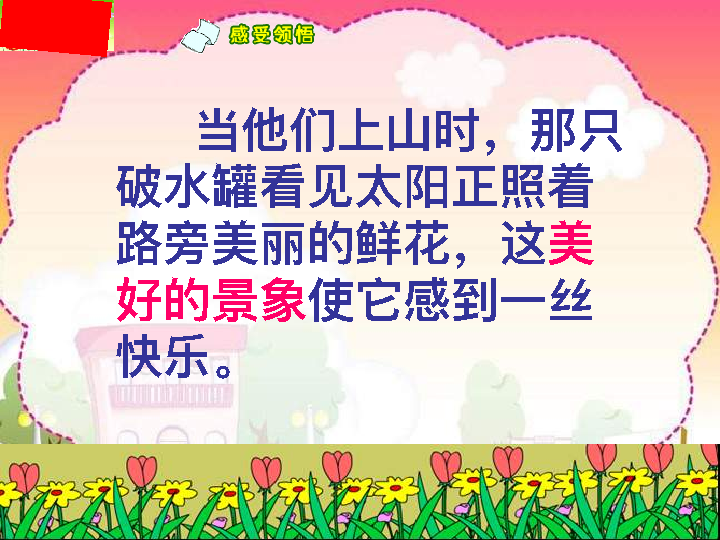 感受领悟
当他们上山时，那只
破水罐看见太阳正照着
路旁美丽的鲜花，这美
好的景象使它感到一丝
快乐。